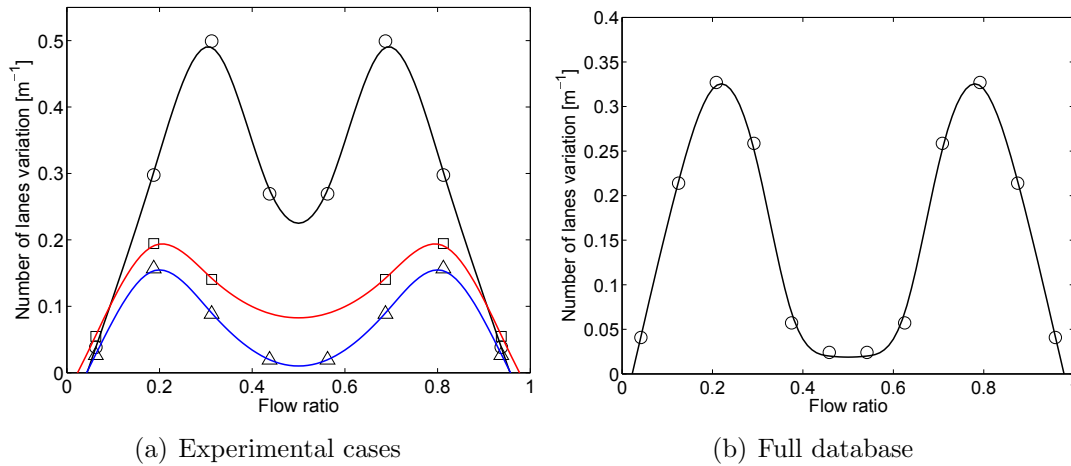 0.5
0.4
0.3
0.2
0.1
0
0 0.2 0.4 0.6 0.8 1
Number of lanes variation [m⁻¹]
Flow ratio
(a) Experimental cases
0.4
0.35
0.3
0.25
0.2
0.15
0.1
0.05
0
0 0.2 0.4 0.6 0.8 1
Number of lanes variation [m⁻¹]
Flow ratio
(b) Full database